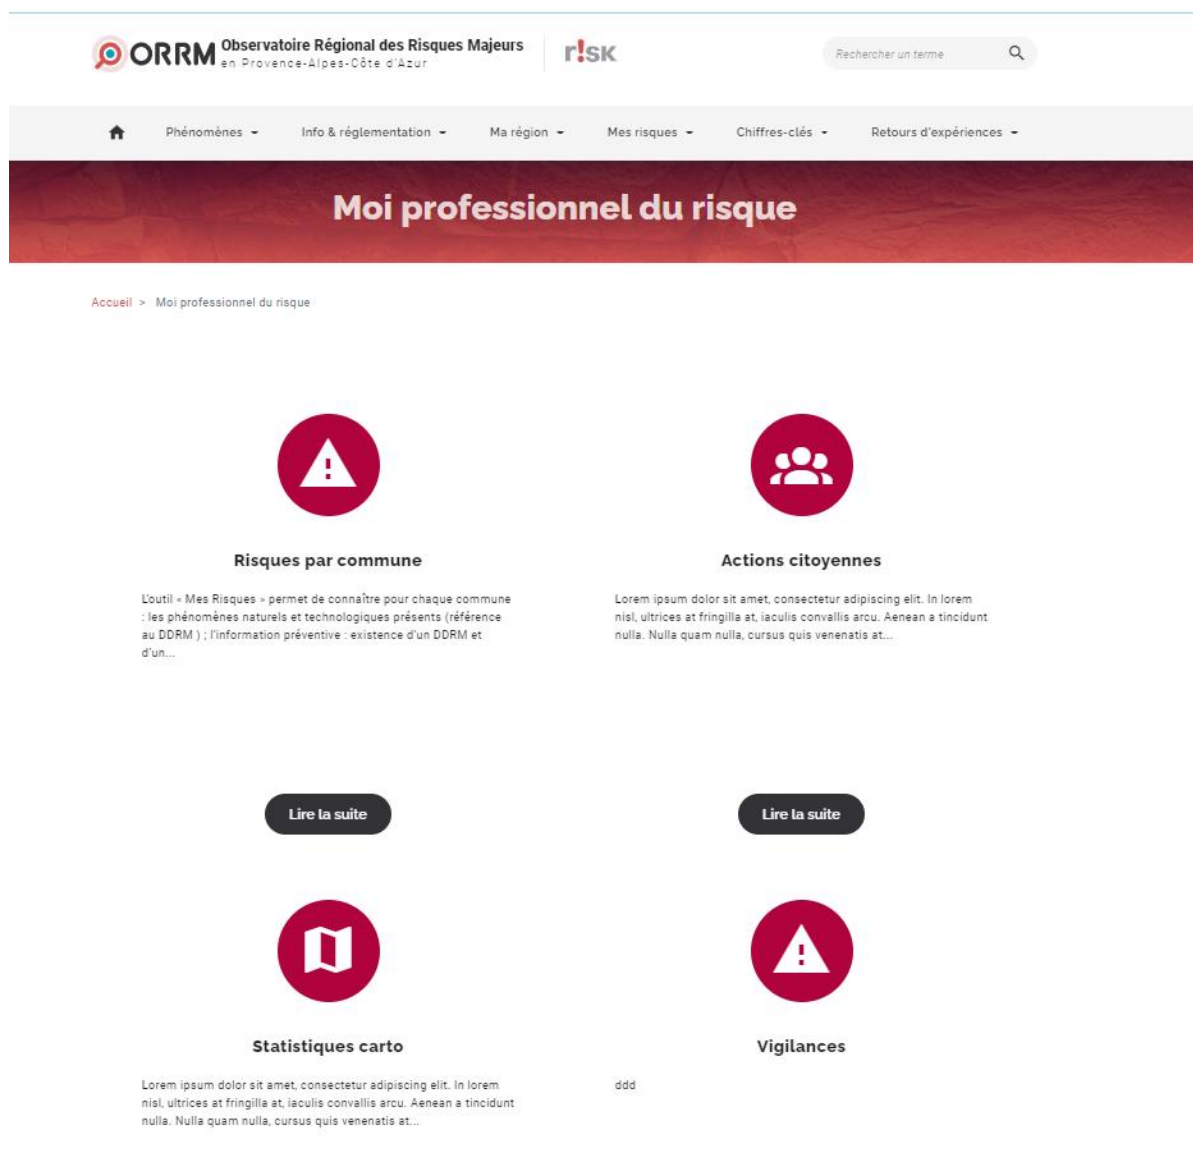 ORRM Observatoire Régional des Risques Majeurs
en Provence-Alpes-Côte d'Azur
r!sk
Rechercher un terme
Phénomènes Info & réglementation Ma région Mes risques Chiffres-clés Retours d'expériences
Moi professionnel du risque
Accueil > Moi professionnel du risque
Risques par commune
L'outil « Mes Risques » permet de connaître pour chaque commune
: les phénomènes naturels et technologiques présents (référence
au DDRM ) ; l'information préventive : existence d'un DDRM et
d'un...
Lire la suite
Actions citoyennes
Lorem ipsum dolor sit amet, consectetur adipiscing elit. In lorem
nisl, ultrices at fringilla at, iaculis convallis arcu. Aenean a tincidunt
nulla. Nulla quam nulla, cursus quis venenatis at...
Lire la suite
Statistiques carto
Lorem ipsum dolor sit amet, consectetur adipiscing elit. In lorem
nisl, ultrices at fringilla at, iaculis convallis arcu. Aenean a tincidunt
nulla. Nulla quam nulla, cursus quis venenatis at...
Vigilances
ddd